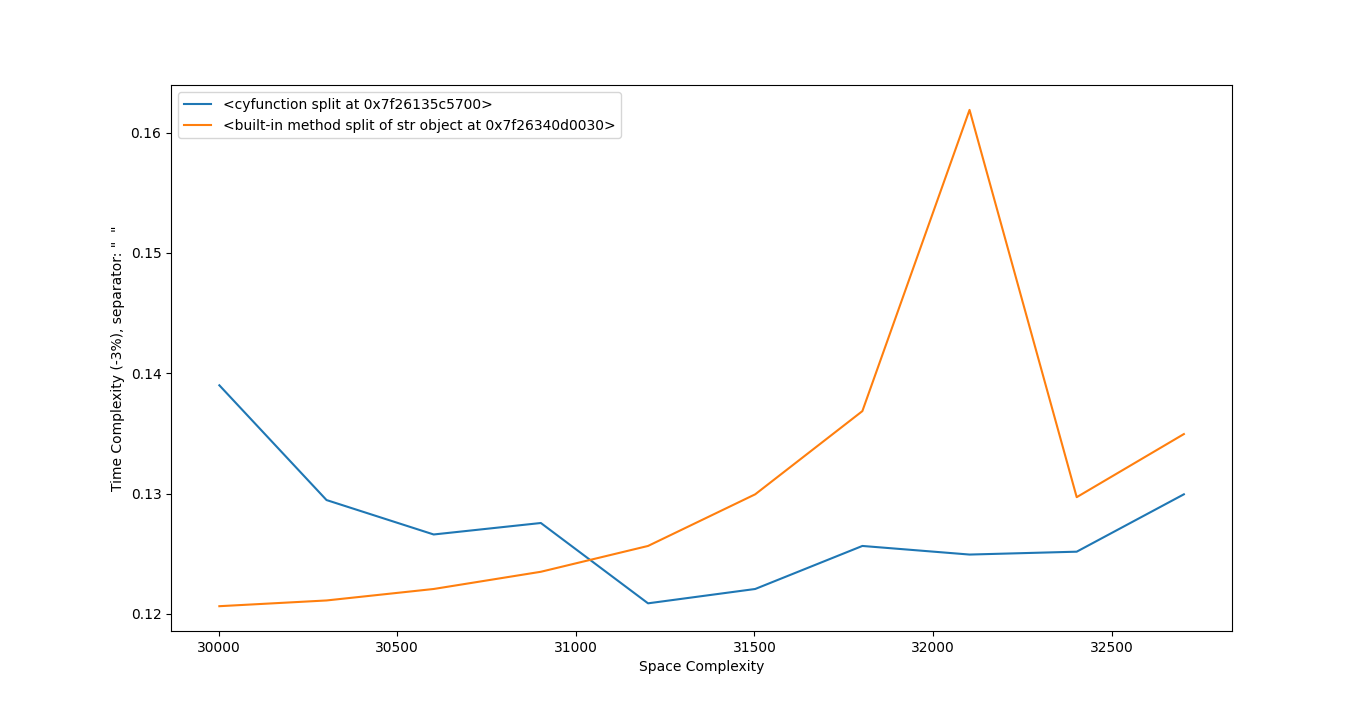 <cyfunction split at 0x7f26135c5700>
<built-in method split of str object at 0x7f26340d0030>
0.16
0.15
0.14
0.13
0.12
Time Complexity (-3%), separator: "  "
30000 30500 31000 31500 32000 32500
Space Complexity